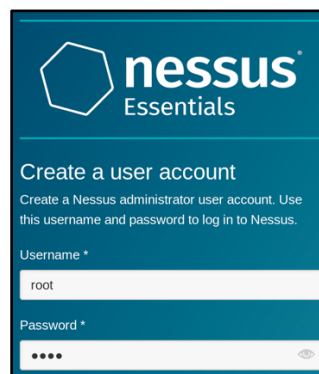 nessus®
Essentials
Create a user account
Create a Nessus administrator user account. Use
this username and password to log in to Nessus.
Username *
root
Password *
••••